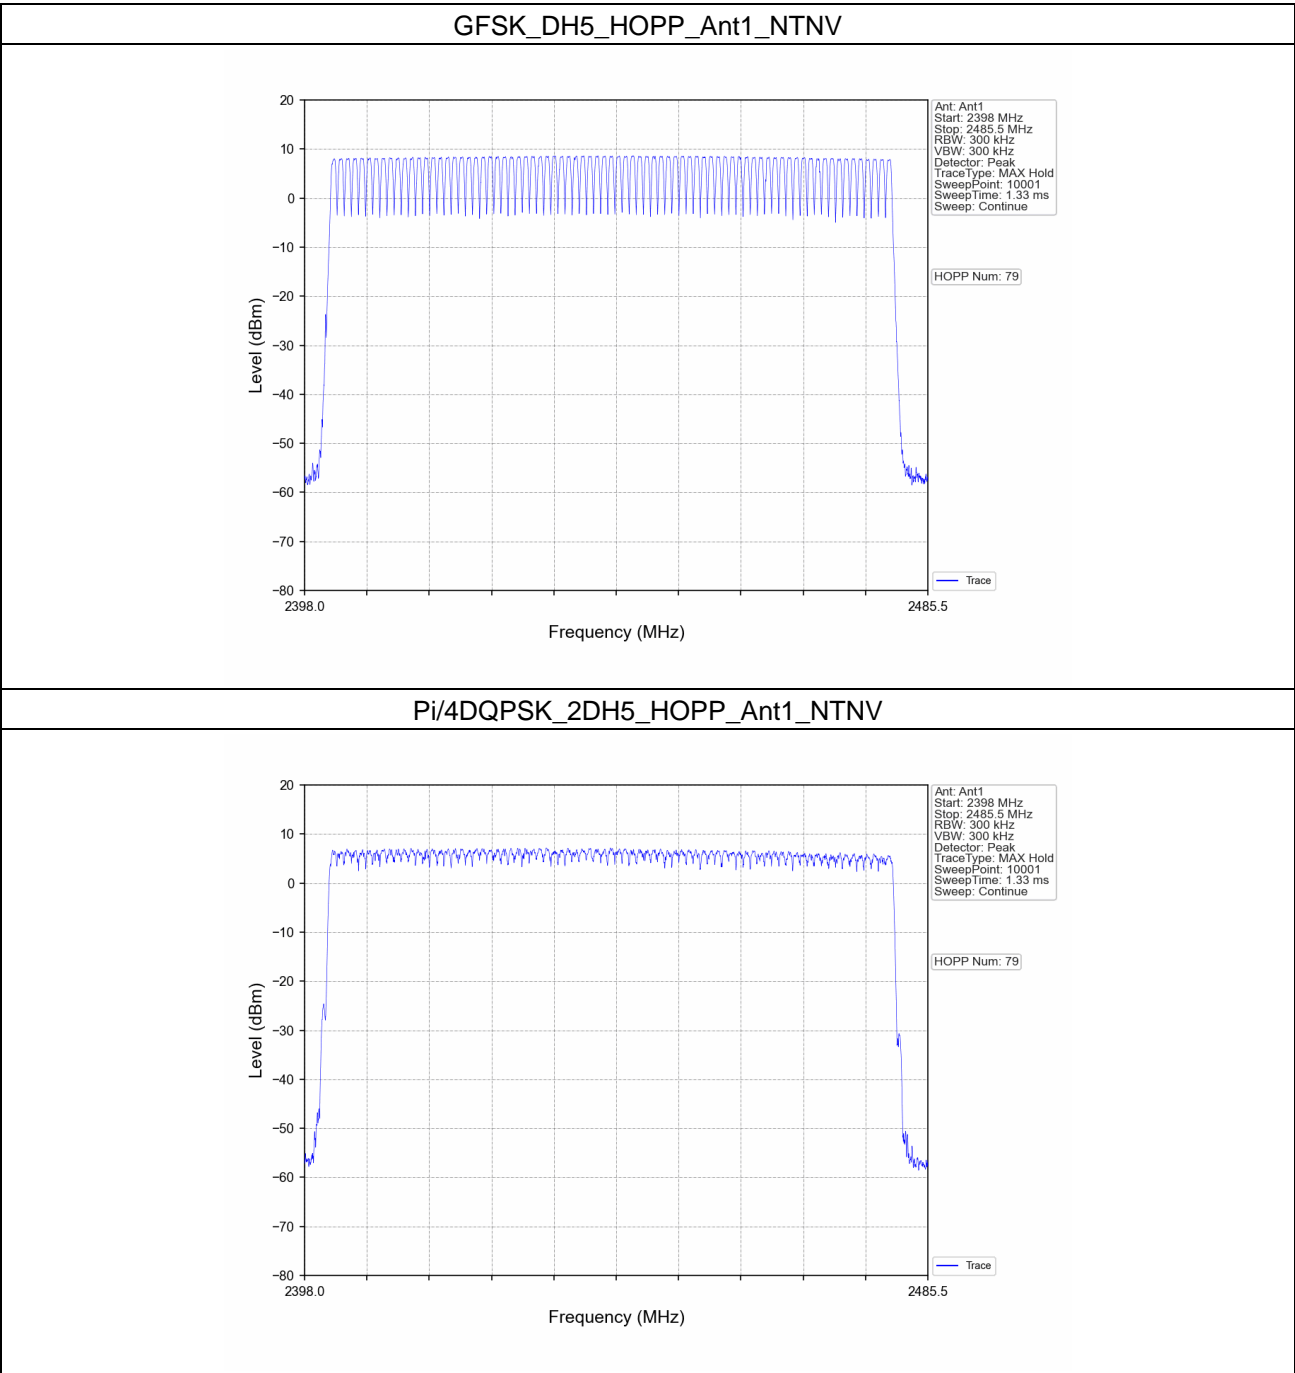 GFSK_DH5_HOPP_Ant1_NTNV
20
10
0
−10
−20
−30
−40
−50
−60
−70
−80
Level (dBm)
2398.0
2485.5
Frequency (MHz)
Ant: Ant1
Start: 2398 MHz
Stop: 2485.5 MHz
RBW: 300 kHz
VBW: 300 kHz
Detector: Peak
TraceType: MAX Hold
SweepPoint: 10001
SweepTime: 1.33 ms
Sweep: Continue
HOPP Num: 79
Trace
Pi/4DQPSK_2DH5_HOPP_Ant1_NTNV
20
10
0
−10
−20
−30
−40
−50
−60
−70
−80
Level (dBm)
2398.0
2485.5
Frequency (MHz)
Ant: Ant1
Start: 2398 MHz
Stop: 2485.5 MHz
RBW: 300 kHz
VBW: 300 kHz
Detector: Peak
TraceType: MAX Hold
SweepPoint: 10001
SweepTime: 1.33 ms
Sweep: Continue
HOPP Num: 79
Trace